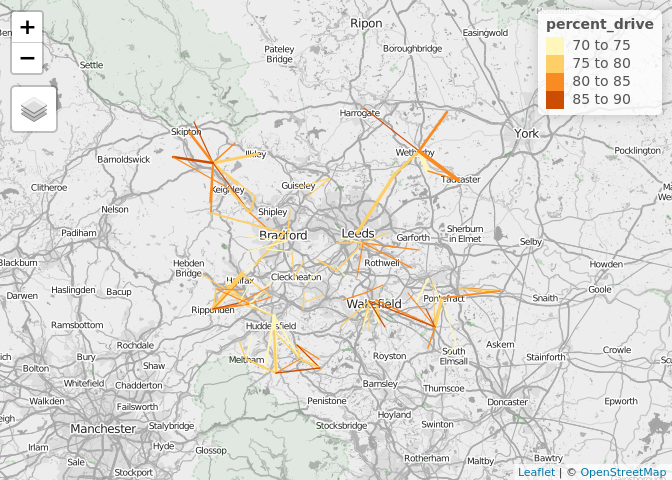 +
−
percent_drive
70 to 75
75 to 80
80 to 85
85 to 90
Ripon
Easingwold
Pateley
Bridge
Boroughbridge
Settle
Harrogate
York
Skipton
Pocklington
Barnoldswick
Ilkley
Wetherby
Tadcaster
Clitheroe
Keighley
Guiseley
Nelson
Shipley
Padiham
Bradford
Leeds
Garforth
Sherburn
in Elmet
Selby
Blackburn
Hebden
Bridge
Rothwell
Howden
Halifax
Cleckheaton
Haslingden
Bacup
Darwen
Goole
Snaith
Pontefract
Wakefield
Ripponden
Ramsbottom
Huddersfield
Rochdale
Askern
Bury
Shaw
Meltham
Royston
South
Elmsall
Stainforth
Crowle
Bolton
Whitefield
Chadderton
Barnsley
Thurnscoe
Walkden
Failsworth
Penistone
Doncaster
Epworth
Hoyland
Manchester
Stalybridge
Stocksbridge
Swinton
Irlam
Hyde
Glossop
Sale
Stockport
Rotherham
Maltby
Bawtry
Leaflet | © OpenStreetMap